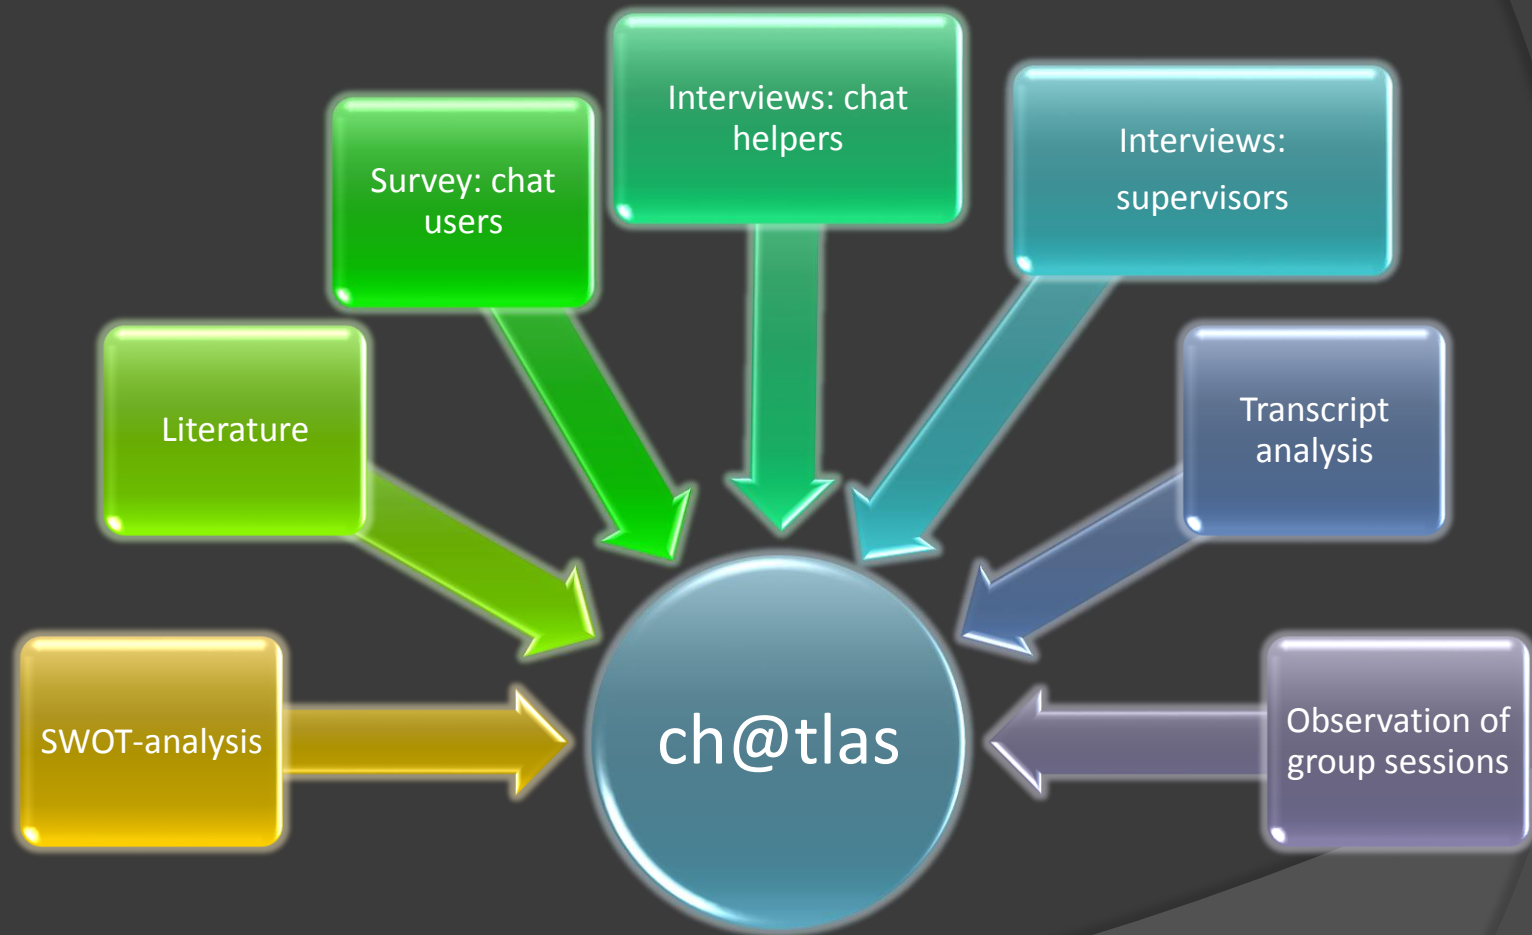 Interviews: chat
helpers
Interviews:
supervisors
Survey: chat
users
Literature
Transcript
analysis
SWOT-analysis
ch@tlas
Observation of
group sessions